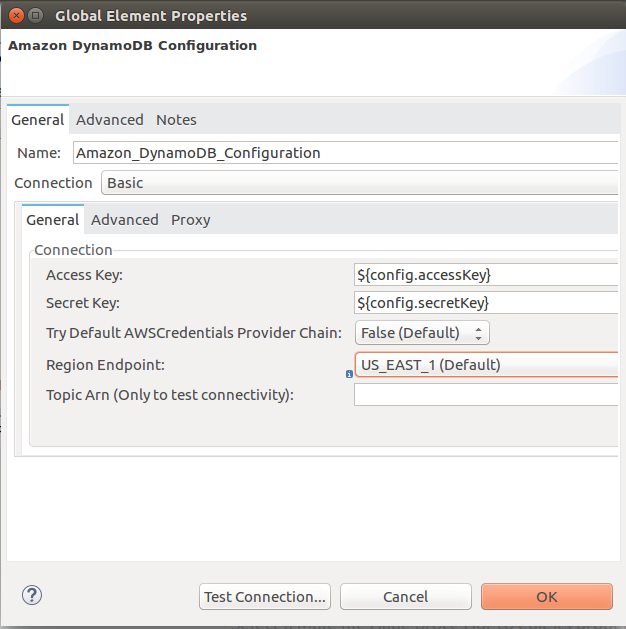 Global Element Properties
Amazon DynamoDB Configuration
General Advanced Notes
Name: Amazon_DynamoDB_Configuration
Connection Basic
General Advanced Proxy
Connection
Access Key: ${config.accessKey}
Secret Key: ${config.secretKey}
Try Default AWSCredentials Provider Chain: False (Default)
Region Endpoint: US_EAST_1 (Default)
Topic Arn (Only to test connectivity):
? Test Connection... Cancel OK